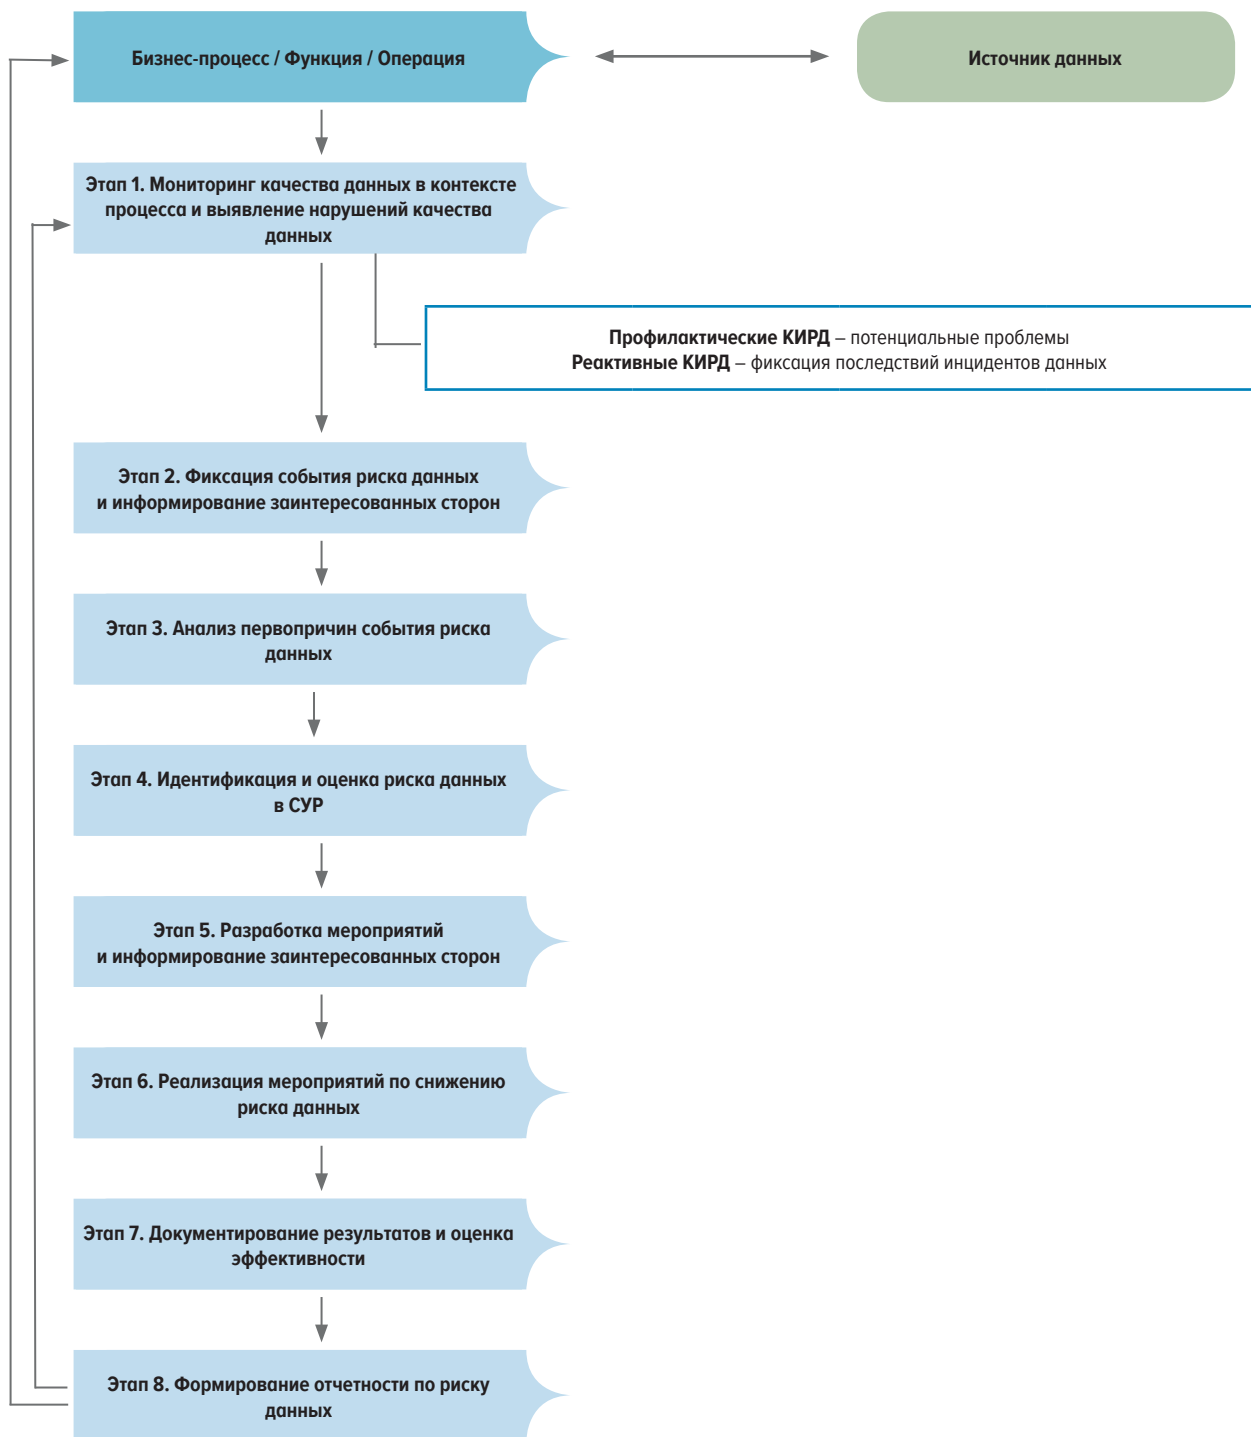 Бизнес-процесс / Функция / Операция
Источник данных
Этап 1. Мониторинг качества данных в контексте
процесса и выявление нарушений качества
данных
Профилактические КИРД – потенциальные проблемы
Реактивные КИРД – фиксация последствий инцидентов данных
Этап 2. Фиксация события риска данных
и информирование заинтересованных сторон
Этап 3. Анализ первопричин события риска
данных
Этап 4. Идентификация и оценка риска данных
в СУР
Этап 5. Разработка мероприятий
и информирование заинтересованных сторон
Этап 6. Реализация мероприятий по снижению
риска данных
Этап 7. Документирование результатов и оценка
эффективности
Этап 8. Формирование отчетности по риску
данных